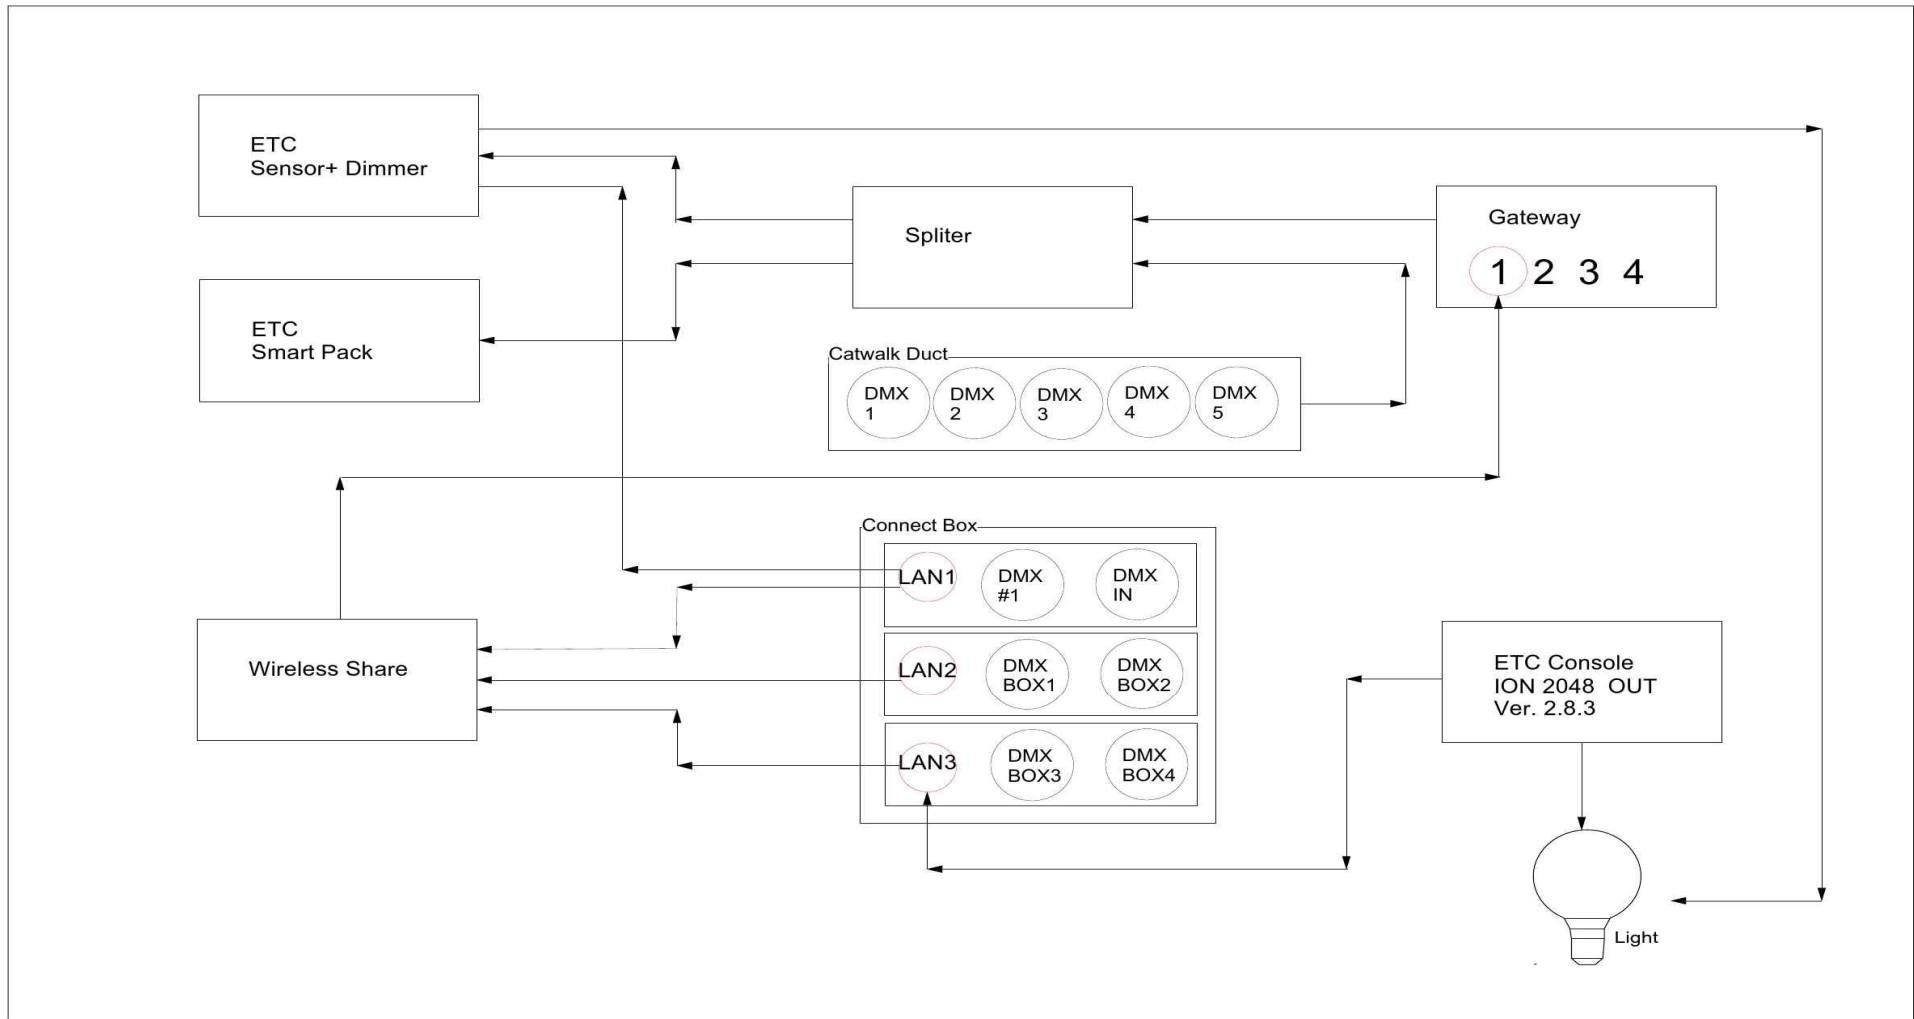 ETC
Sensor+ Dimmer
Spliter
Gateway
1 2 3 4
ETC
Smart Pack
Catwalk Duct
DMX
1
DMX
2
DMX
3
DMX
4
DMX
5
Connect Box
LAN1
DMX
#1
DMX
IN
LAN2
DMX
BOX1
DMX
BOX2
LAN3
DMX
BOX3
DMX
BOX4
Wireless Share
ETC Console
ION 2048 OUT
Ver. 2.8.3
Light